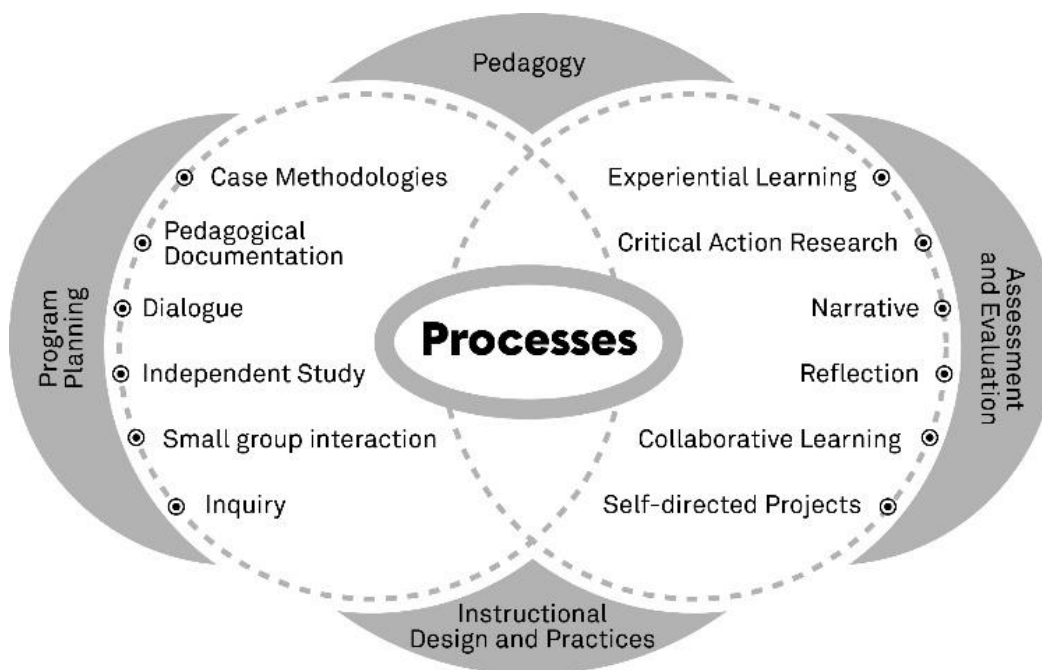 Pedagogy
Program
Planning
Case Methodologies
Pedagogical
Documentation
Dialogue
Independent Study
Small group interaction
Inquiry
Processes
Experiential Learning
Critical Action Research
Narrative
Reflection
Collaborative Learning
Self-directed Projects
Assessment
and Evaluation
Instructional
Design and Practices